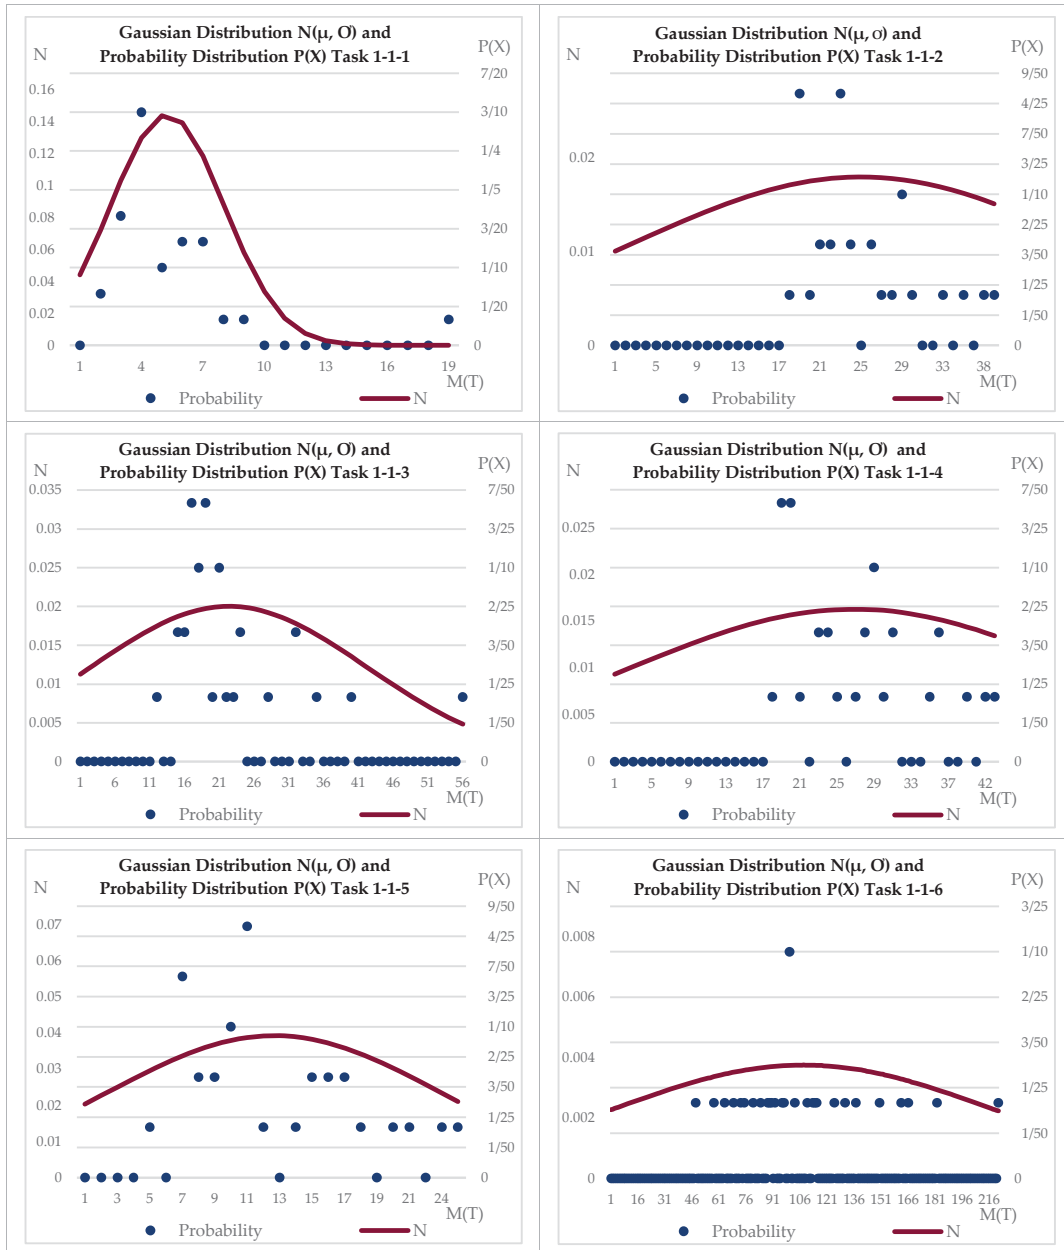 Gaussian Distribution N(μ, Ơ) and
Probability Distribution P(X) Task 1-1-1
N
P(X)
0.16
0.14
0.12
0.1
0.08
0.06
0.04
0.02
0
7/20
3/10
1/4
1/5
3/20
1/10
1/20
0
1 4 7 10 13 16 19
M(T)
Probability N
Gaussian Distribution N(μ, σ) and
Probability Distribution P(X) Task 1-1-2
N
P(X)
0.02
0.01
0
9/50
4/25
7/50
3/25
1/10
2/25
3/50
1/25
1/50
0
1 5 9 13 17 21 25 29 33 38
M(T)
Probability N
Gaussian Distribution N(μ, Ơ) and
Probability Distribution P(X) Task 1-1-3
N
P(X)
0.035
0.03
0.025
0.02
0.015
0.01
0.005
0
7/50
3/25
1/10
2/25
3/50
1/25
1/50
0
1 6 11 16 21 26 31 36 41 46 51 56
M(T)
Probability N
Gaussian Distribution N(μ, Ơ) and
Probability Distribution P(X) Task 1-1-4
N
P(X)
0.025
0.02
0.015
0.01
0.005
0
7/50
3/25
1/10
2/25
3/50
1/25
1/50
0
1 5 9 13 17 21 25 29 33 37 42
M(T)
Probability N
Gaussian Distribution N(μ, Ơ) and
Probability Distribution P(X) Task 1-1-5
N
P(X)
0.07
0.06
0.05
0.04
0.03
0.02
0.01
0
9/50
4/25
7/50
3/25
1/10
2/25
3/50
1/25
1/50
0
1 3 5 7 9 11 13 15 17 19 21 24
M(T)
Probability N
Gaussian Distribution N(μ, Ơ) and
Probability Distribution P(X) Task 1-1-6
N
P(X)
0.008
0.006
0.004
0.002
0
3/25
1/10
2/25
3/50
1/25
1/50
0
1 16 31 46 61 76 91 106 121 136 151 166 181 196 216
M(T)
Probability N